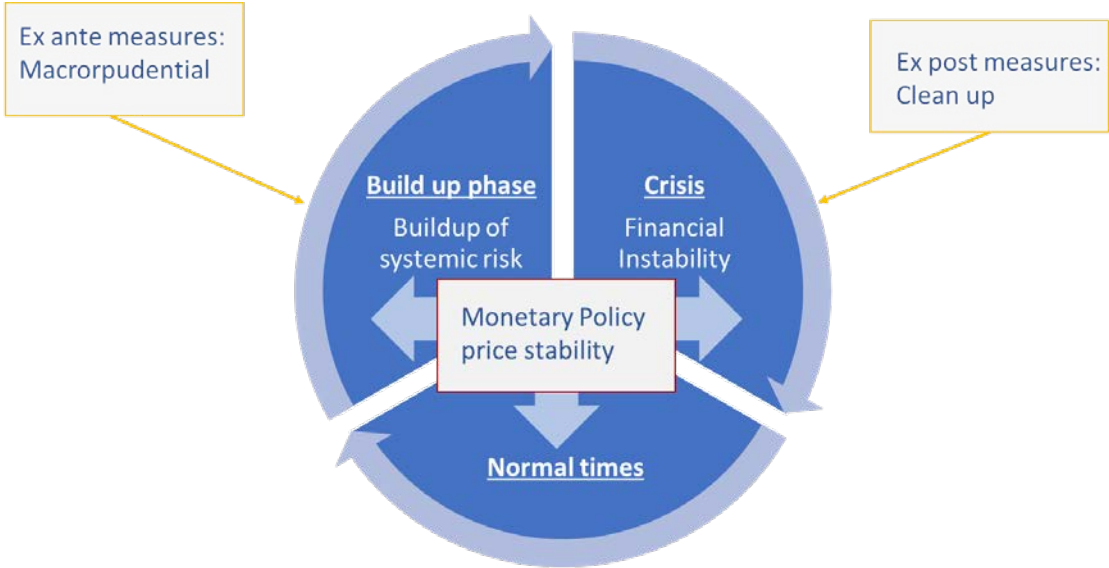 Ex ante measures:
Macrorpudential
Ex post measures:
Clean up
Build up phase
Buildup of
systemic risk
Crisis
Financial
Instability
Monetary Policy
price stability
Normal times